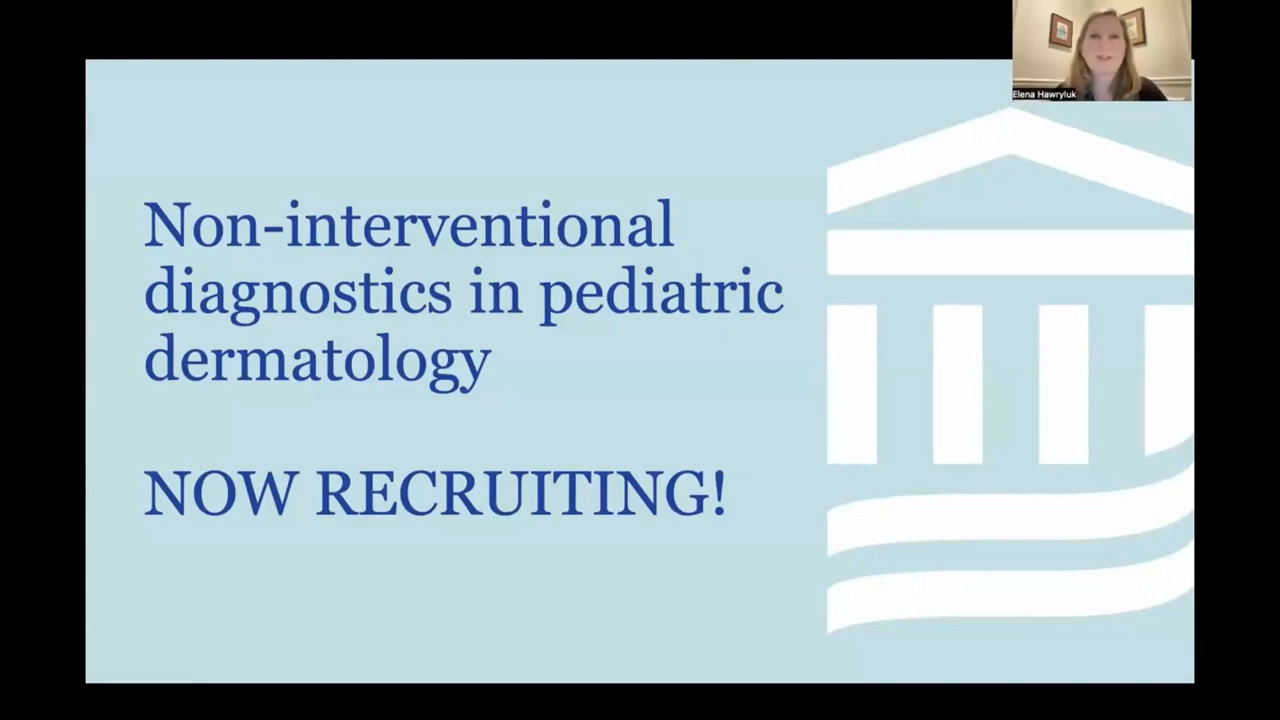 Elena Hawryluk
Non-interventional
diagnostics in pediatric
dermatology
NOW RECRUITING!